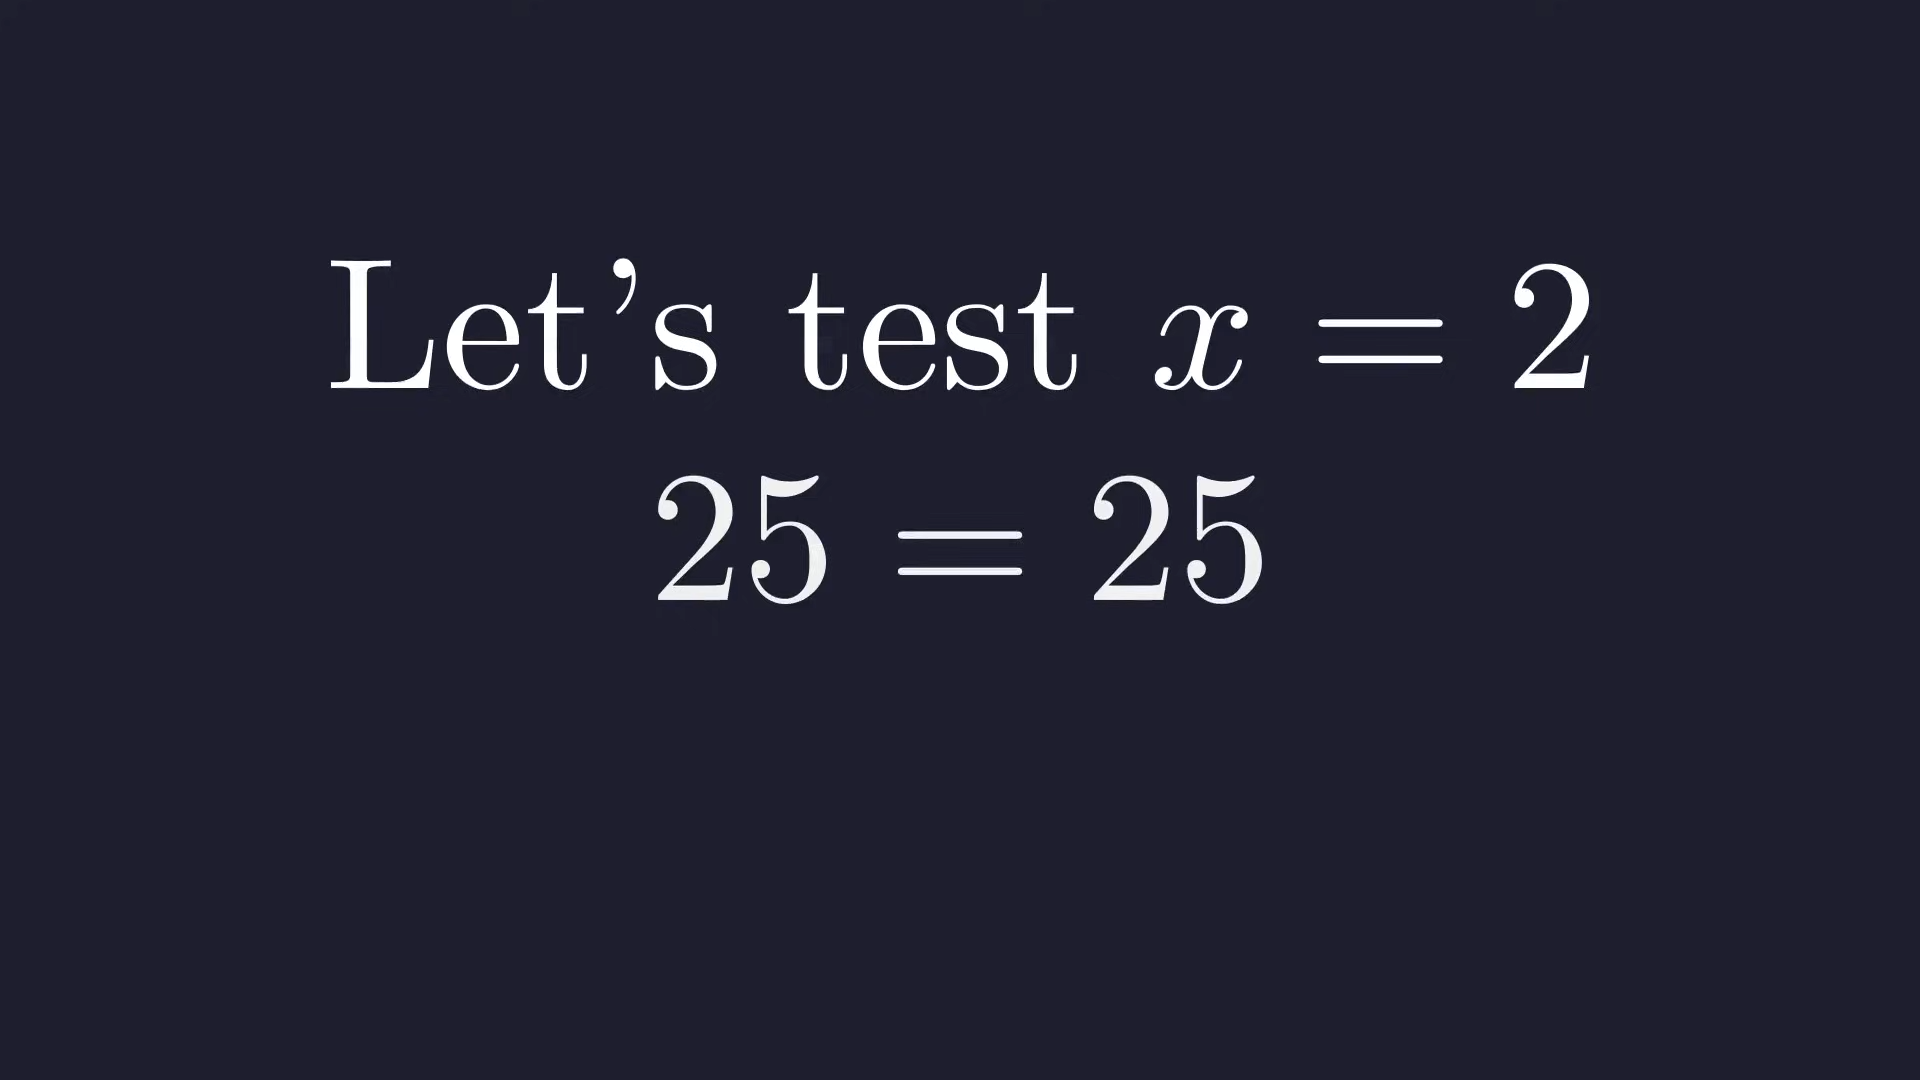 Let’s test x = 2
25 = 25